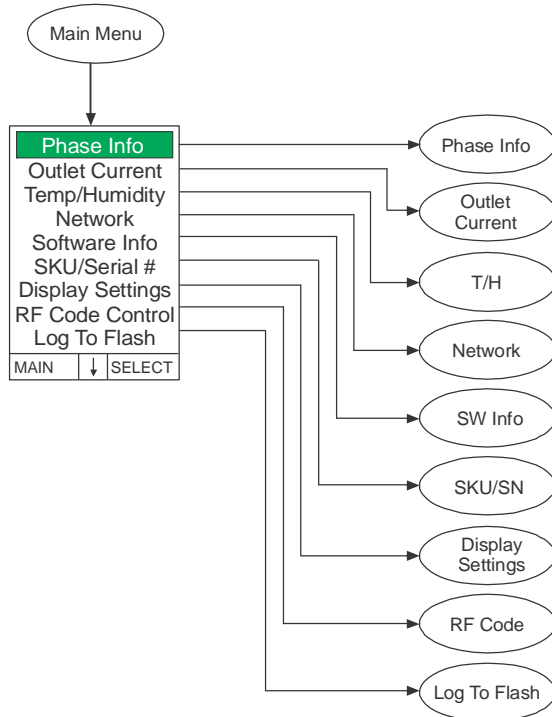 Main Menu
Phase Info
Outlet Current
Temp/Humidity
Network
Software Info
SKU/Serial #
Display Settings
RF Code Control
Log To Flash
MAIN ↓ SELECT
Phase Info
Outlet
Current
T/H
Network
SW Info
SKU/SN
Display
Settings
RF Code
Log To Flash